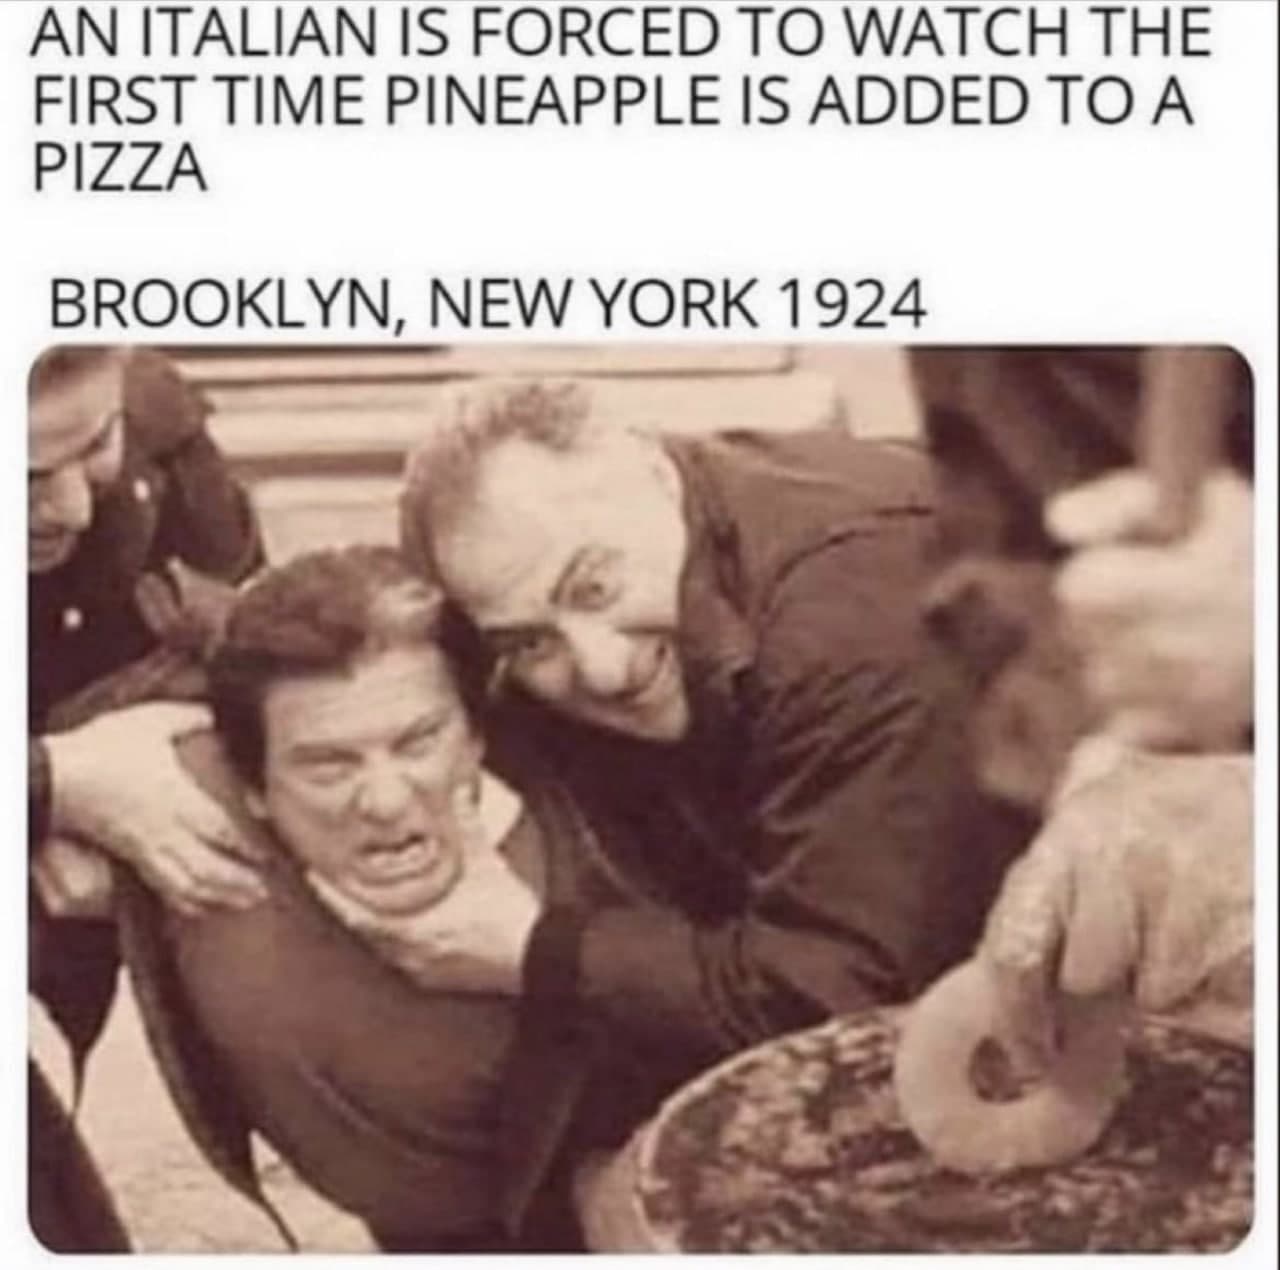 AN ITALIAN IS FORCED TO WATCH THE
FIRST TIME PINEAPPLE IS ADDED TO A
PIZZA
BROOKLYN, NEW YORK 1924